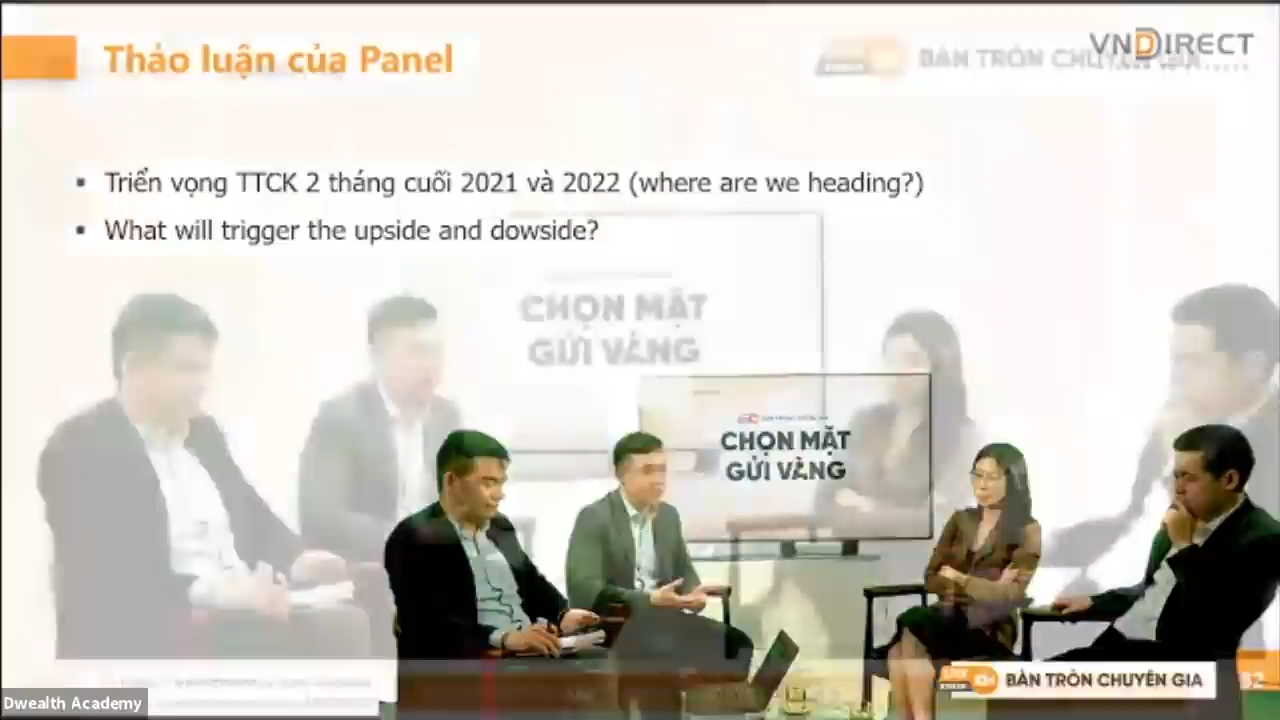 Thảo luận của Panel
VNDIRECT
BÀN TRÒN CHUYÊN GIA
▪ Triển vọng TTCK 2 tháng cuối 2021 và 2022 (where are we heading?)
▪ What will trigger the upside and dowside?
CHỌN MẶT
GỬI VÀNG
CHỌN MẶT
GỬI VÀNG
BÀN TRÒN CHUYÊN GIA
32
Dwealth Academy